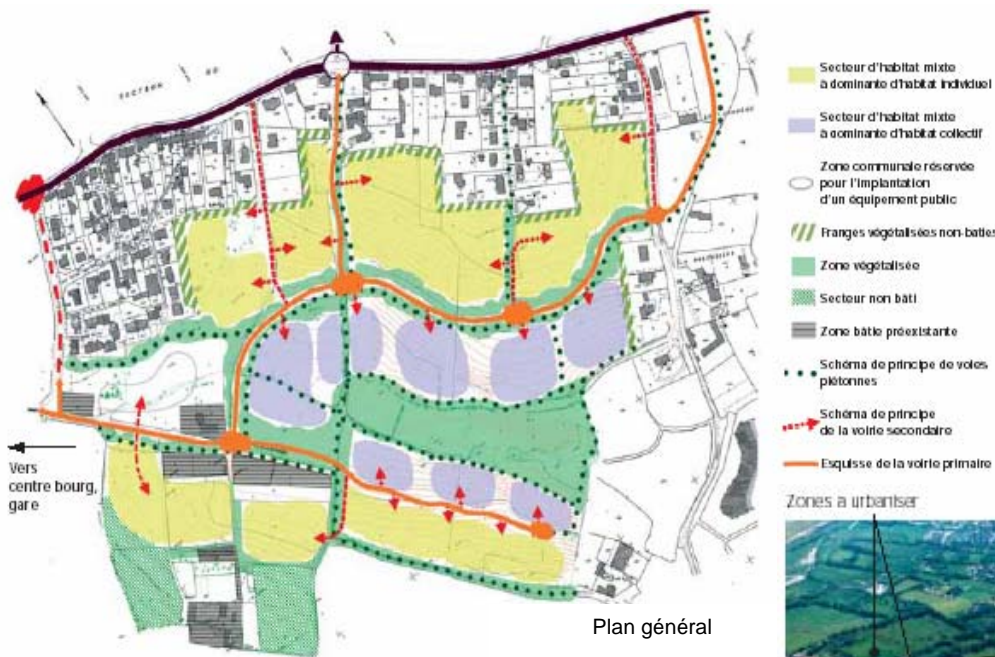 Secteur d'habitat mixte
à dominante d'habitat individuel
Secteur d'habitat mixte
à dominante d'habitat collectif
Zone communale réservée
pour l'implantation
d'un équipement public
Franges végétalisées non-baties
Zone végétalisée
Secteur non bâti
Zone bâtie préexistante
Schéma de principe de voies
piétonnes
Schéma de principe
de la voirie secondaire
Esquisse de la voirie primaire
Zones a urbaniser
Vers
centre bourg,
gare
Plan général